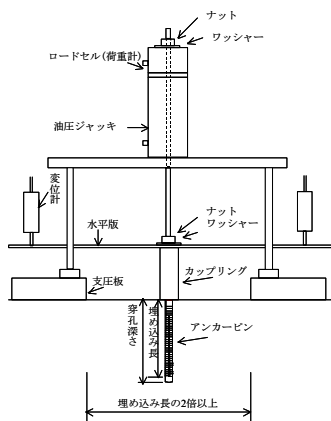 ナット
ワッシャー
ロードセル(荷重計)
油圧ジャッキ
変位計
ナット
ワッシャー
水平版
カップリング
支圧板
穿孔深さ
埋め込み長
アンカーピン
埋め込み長の2倍以上